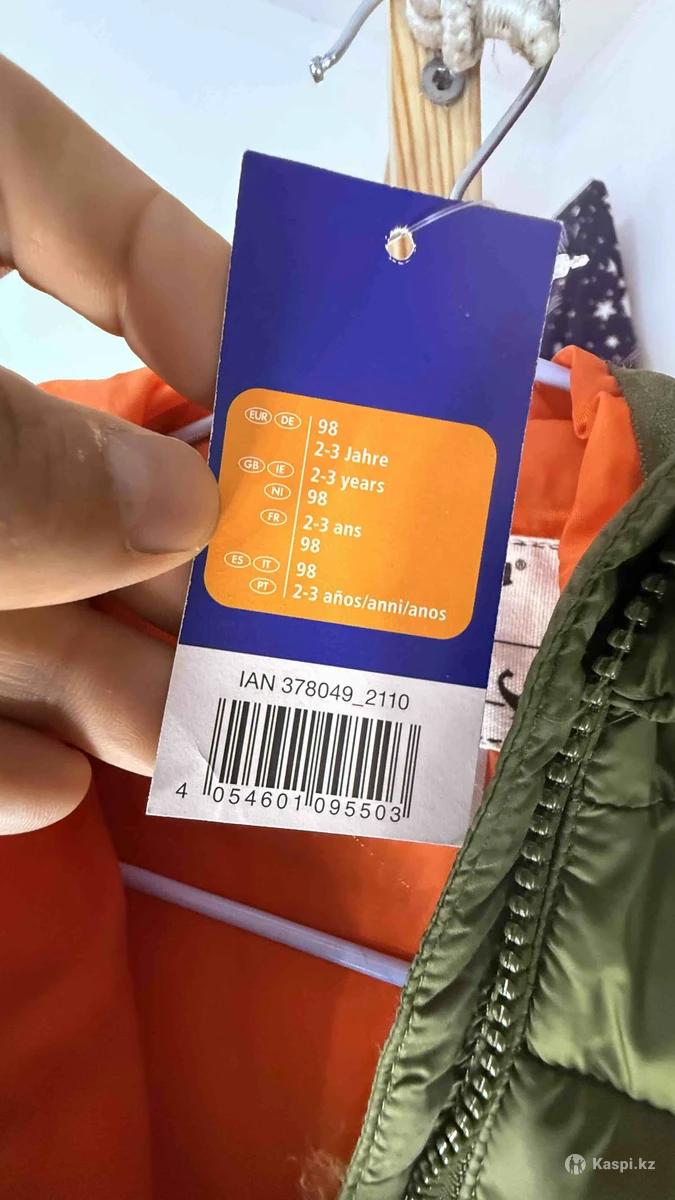 EUR DE 98
2-3 Jahre
GB IE 2-3 years
NI 98
FR 2-3 ans
98
ES IT 98
PT 2-3 años/anni/anos
IAN 378049_2110
4 054601 095503
Kaspi.kz